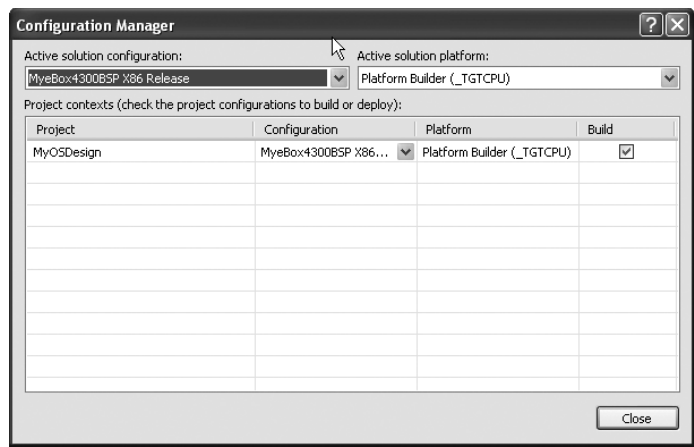 Configuration Manager
Active solution configuration: Active solution platform:
MyeBox4300BSP X86 Release Platform Builder (_TGTCPU)
Project contexts (check the project configurations to build or deploy):
Project Configuration Platform Build
MyOSDesign MyeBox4300BSP X86... Platform Builder (_TGTCPU)
Close